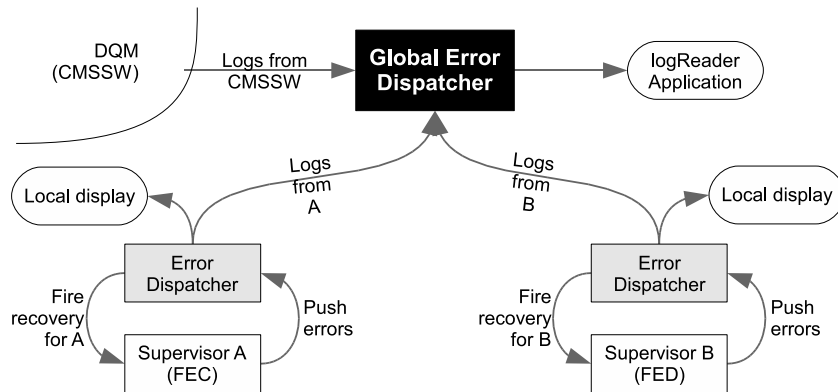 DQM
(CMSSW)
Logs from
CMSSW
Global Error
Dispatcher
logReader
Application
Logs
from
A
Logs
from
B
Local display
Local display
Error
Dispatcher
Error
Dispatcher
Fire
recovery
for A
Push
errors
Fire
recovery
for B
Push
errors
Supervisor A
(FEC)
Supervisor B
(FED)